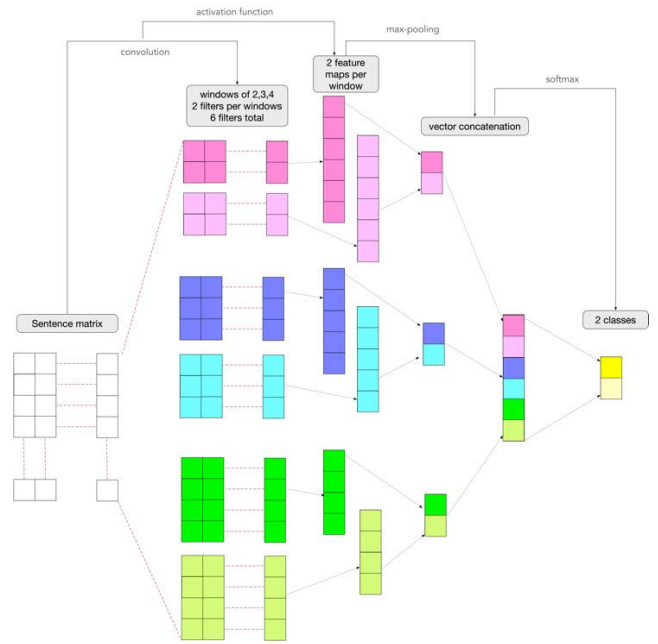 activation function
convolution
max-pooling
softmax
2 feature
maps per
window
windows of 2,3,4
2 filters per windows
6 filters total
vector concatenation
Sentence matrix
2 classes